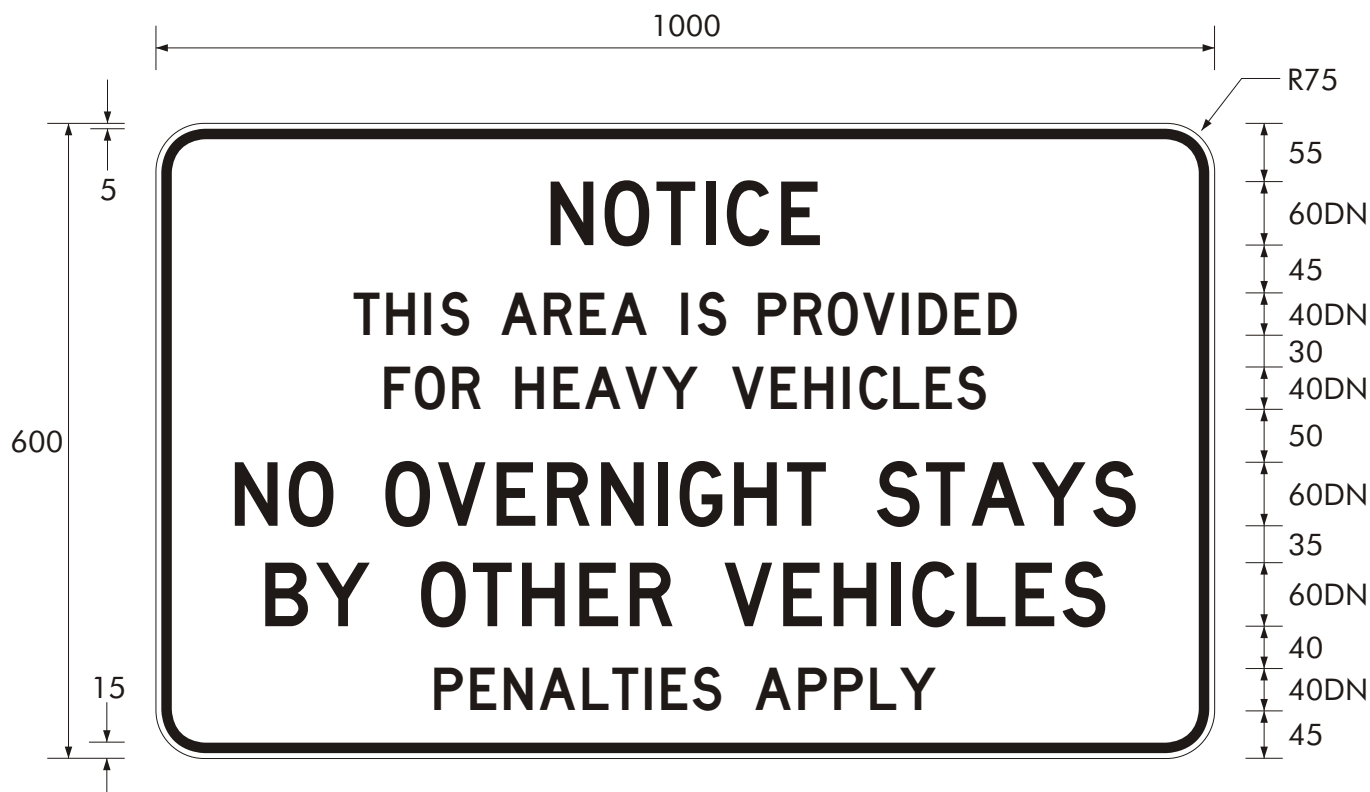 1000
R75
5
55
NOTICE
60DN
45
THIS AREA IS PROVIDED
40DN
30
FOR HEAVY VEHICLES
40DN
600
50
NO OVERNIGHT STAYS
60DN
35
BY OTHER VEHICLES
60DN
40
15
PENALTIES APPLY
40DN
45